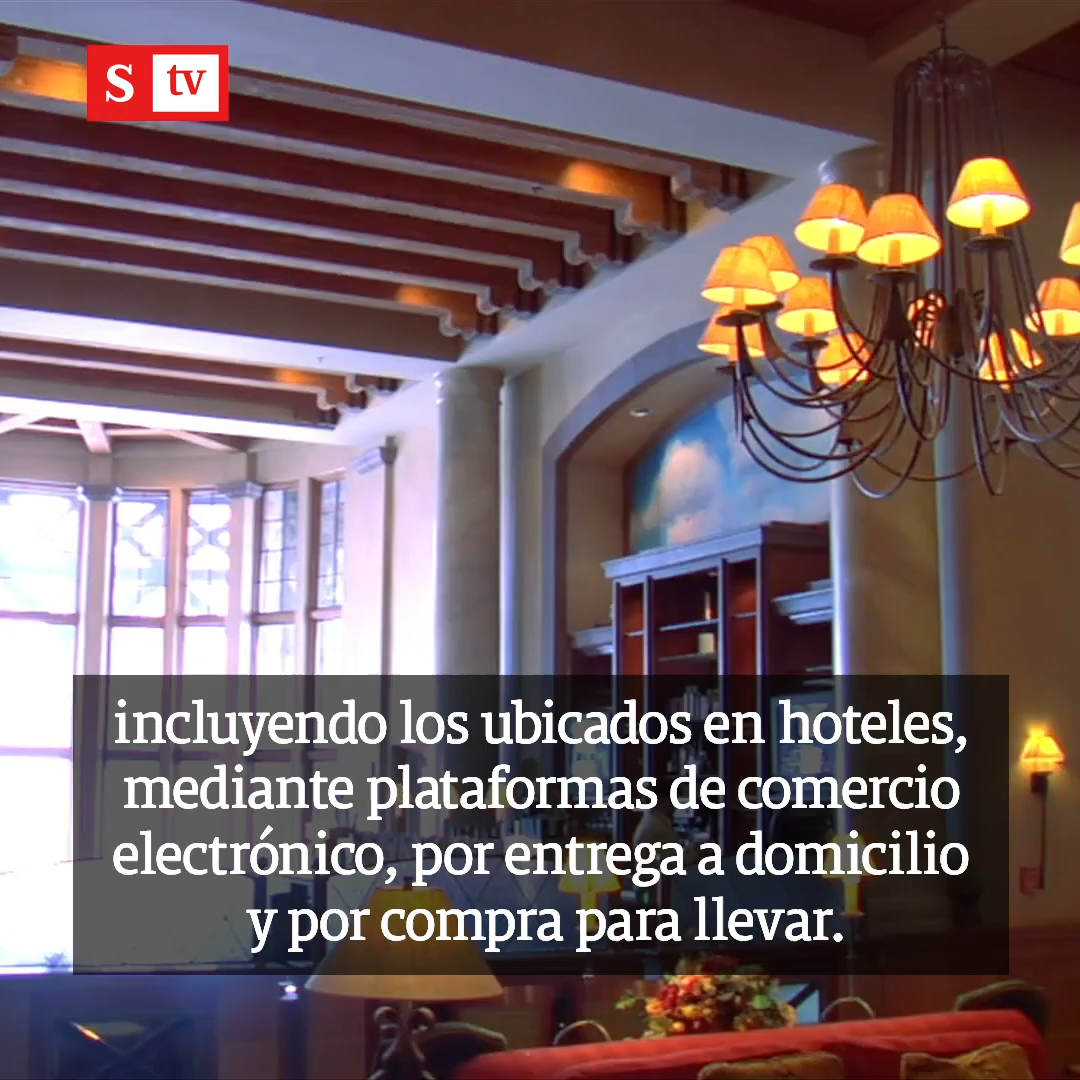 S tv
incluyendo los ubicados en hoteles,
mediante plataformas de comercio
electrónico, por entrega a domicilio
y por compra para llevar.